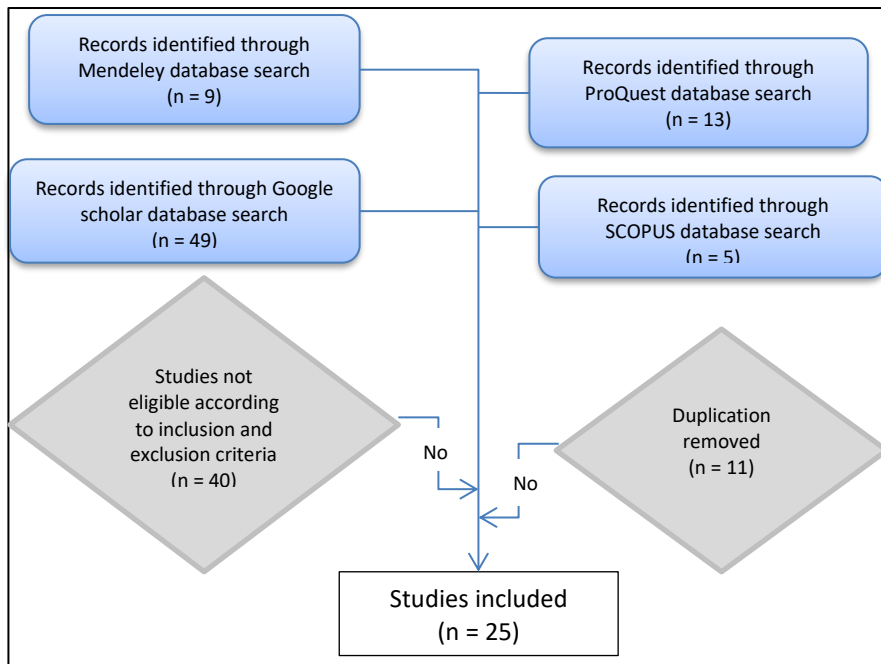 Records identified through
Mendeley database search
(n = 9)
Records identified through
ProQuest database search
(n = 13)
Records identified through Google
scholar database search
(n = 49)
Records identified through
SCOPUS database search
(n = 5)
Studies not
eligible according
to inclusion and
exclusion criteria
(n = 40)
No
Duplication
removed
(n = 11)
No
Studies included
(n = 25)